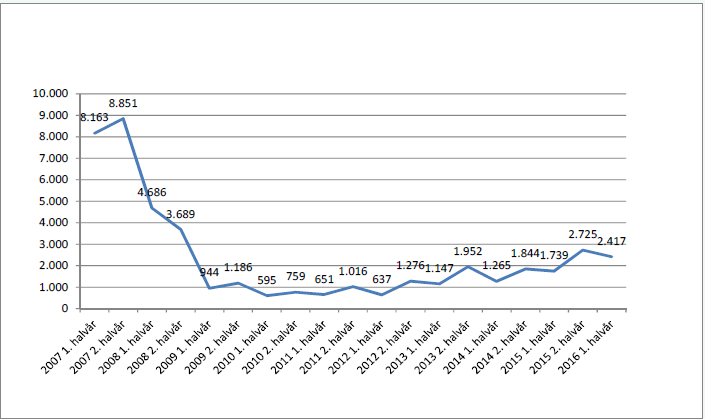 10.000
9.000
8.000
7.000
6.000
5.000
4.000
3.000
2.000
1.000
0
8.163
8.851
4.686
3.689
944
1.186
595
759
651
1.016
637
1.276
1.147
1.952
1.265
1.844
1.739
2.725
2.417
2007 1. halvår
2007 2. halvår
2008 1. halvår
2008 2. halvår
2009 1. halvår
2009 2. halvår
2010 1. halvår
2010 2. halvår
2011 1. halvår
2011 2. halvår
2012 1. halvår
2012 2. halvår
2013 1. halvår
2013 2. halvår
2014 1. halvår
2014 2. halvår
2015 1. halvår
2015 2. halvår
2016 1. halvår